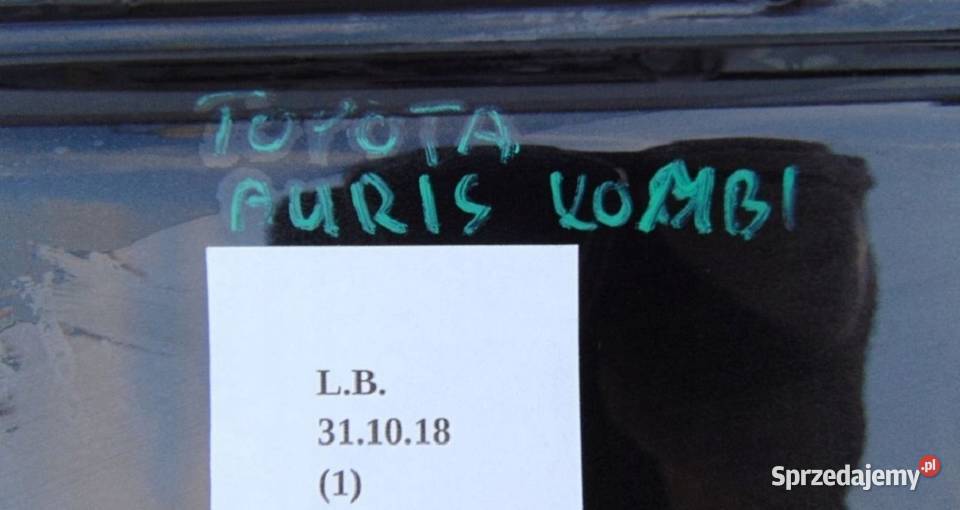 TOYOTA
AURIS KOMBI
L.B.
31.10.18
(1)
Sprzedajemy.pl